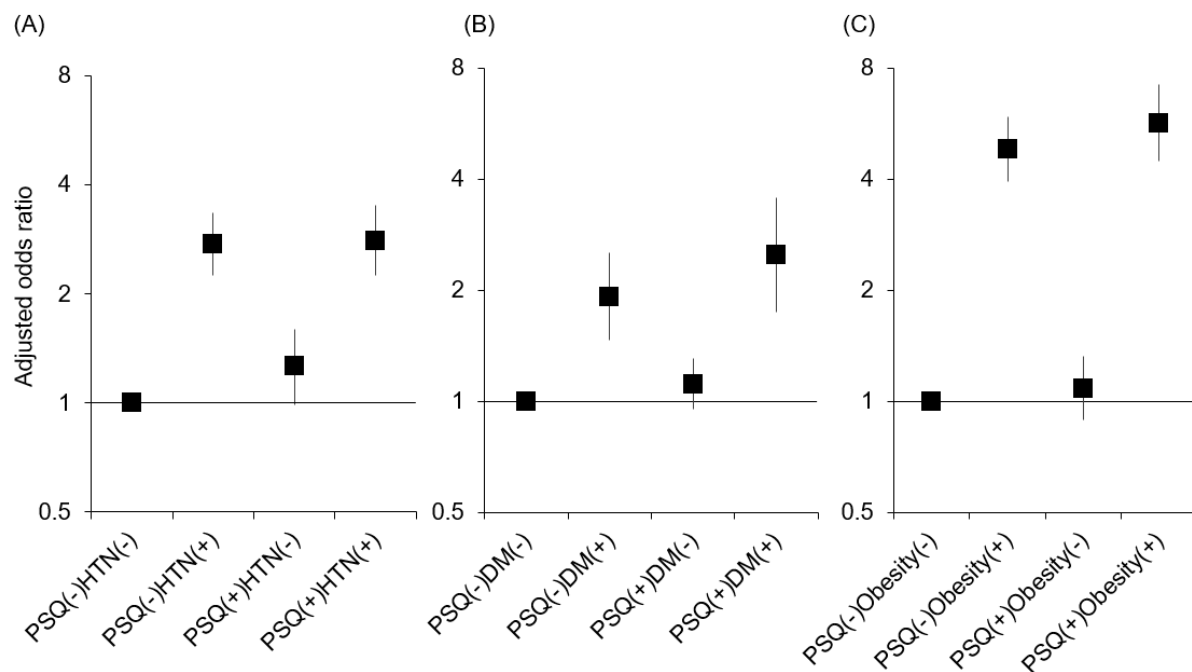 (A)
8
4
2
1
0.5
Adjusted odds ratio
PSQ(-)HTN(-)
PSQ(-)HTN(+)
PSQ(+)HTN(-)
PSQ(+)HTN(+)
(B)
8
4
2
1
0.5
PSQ(-)DM(-)
PSQ(-)DM(+)
PSQ(+)DM(-)
PSQ(+)DM(+)
(C)
8
4
2
1
0.5
PSQ(-)Obesity(-)
PSQ(-)Obesity(+)
PSQ(+)Obesity(-)
PSQ(+)Obesity(+)